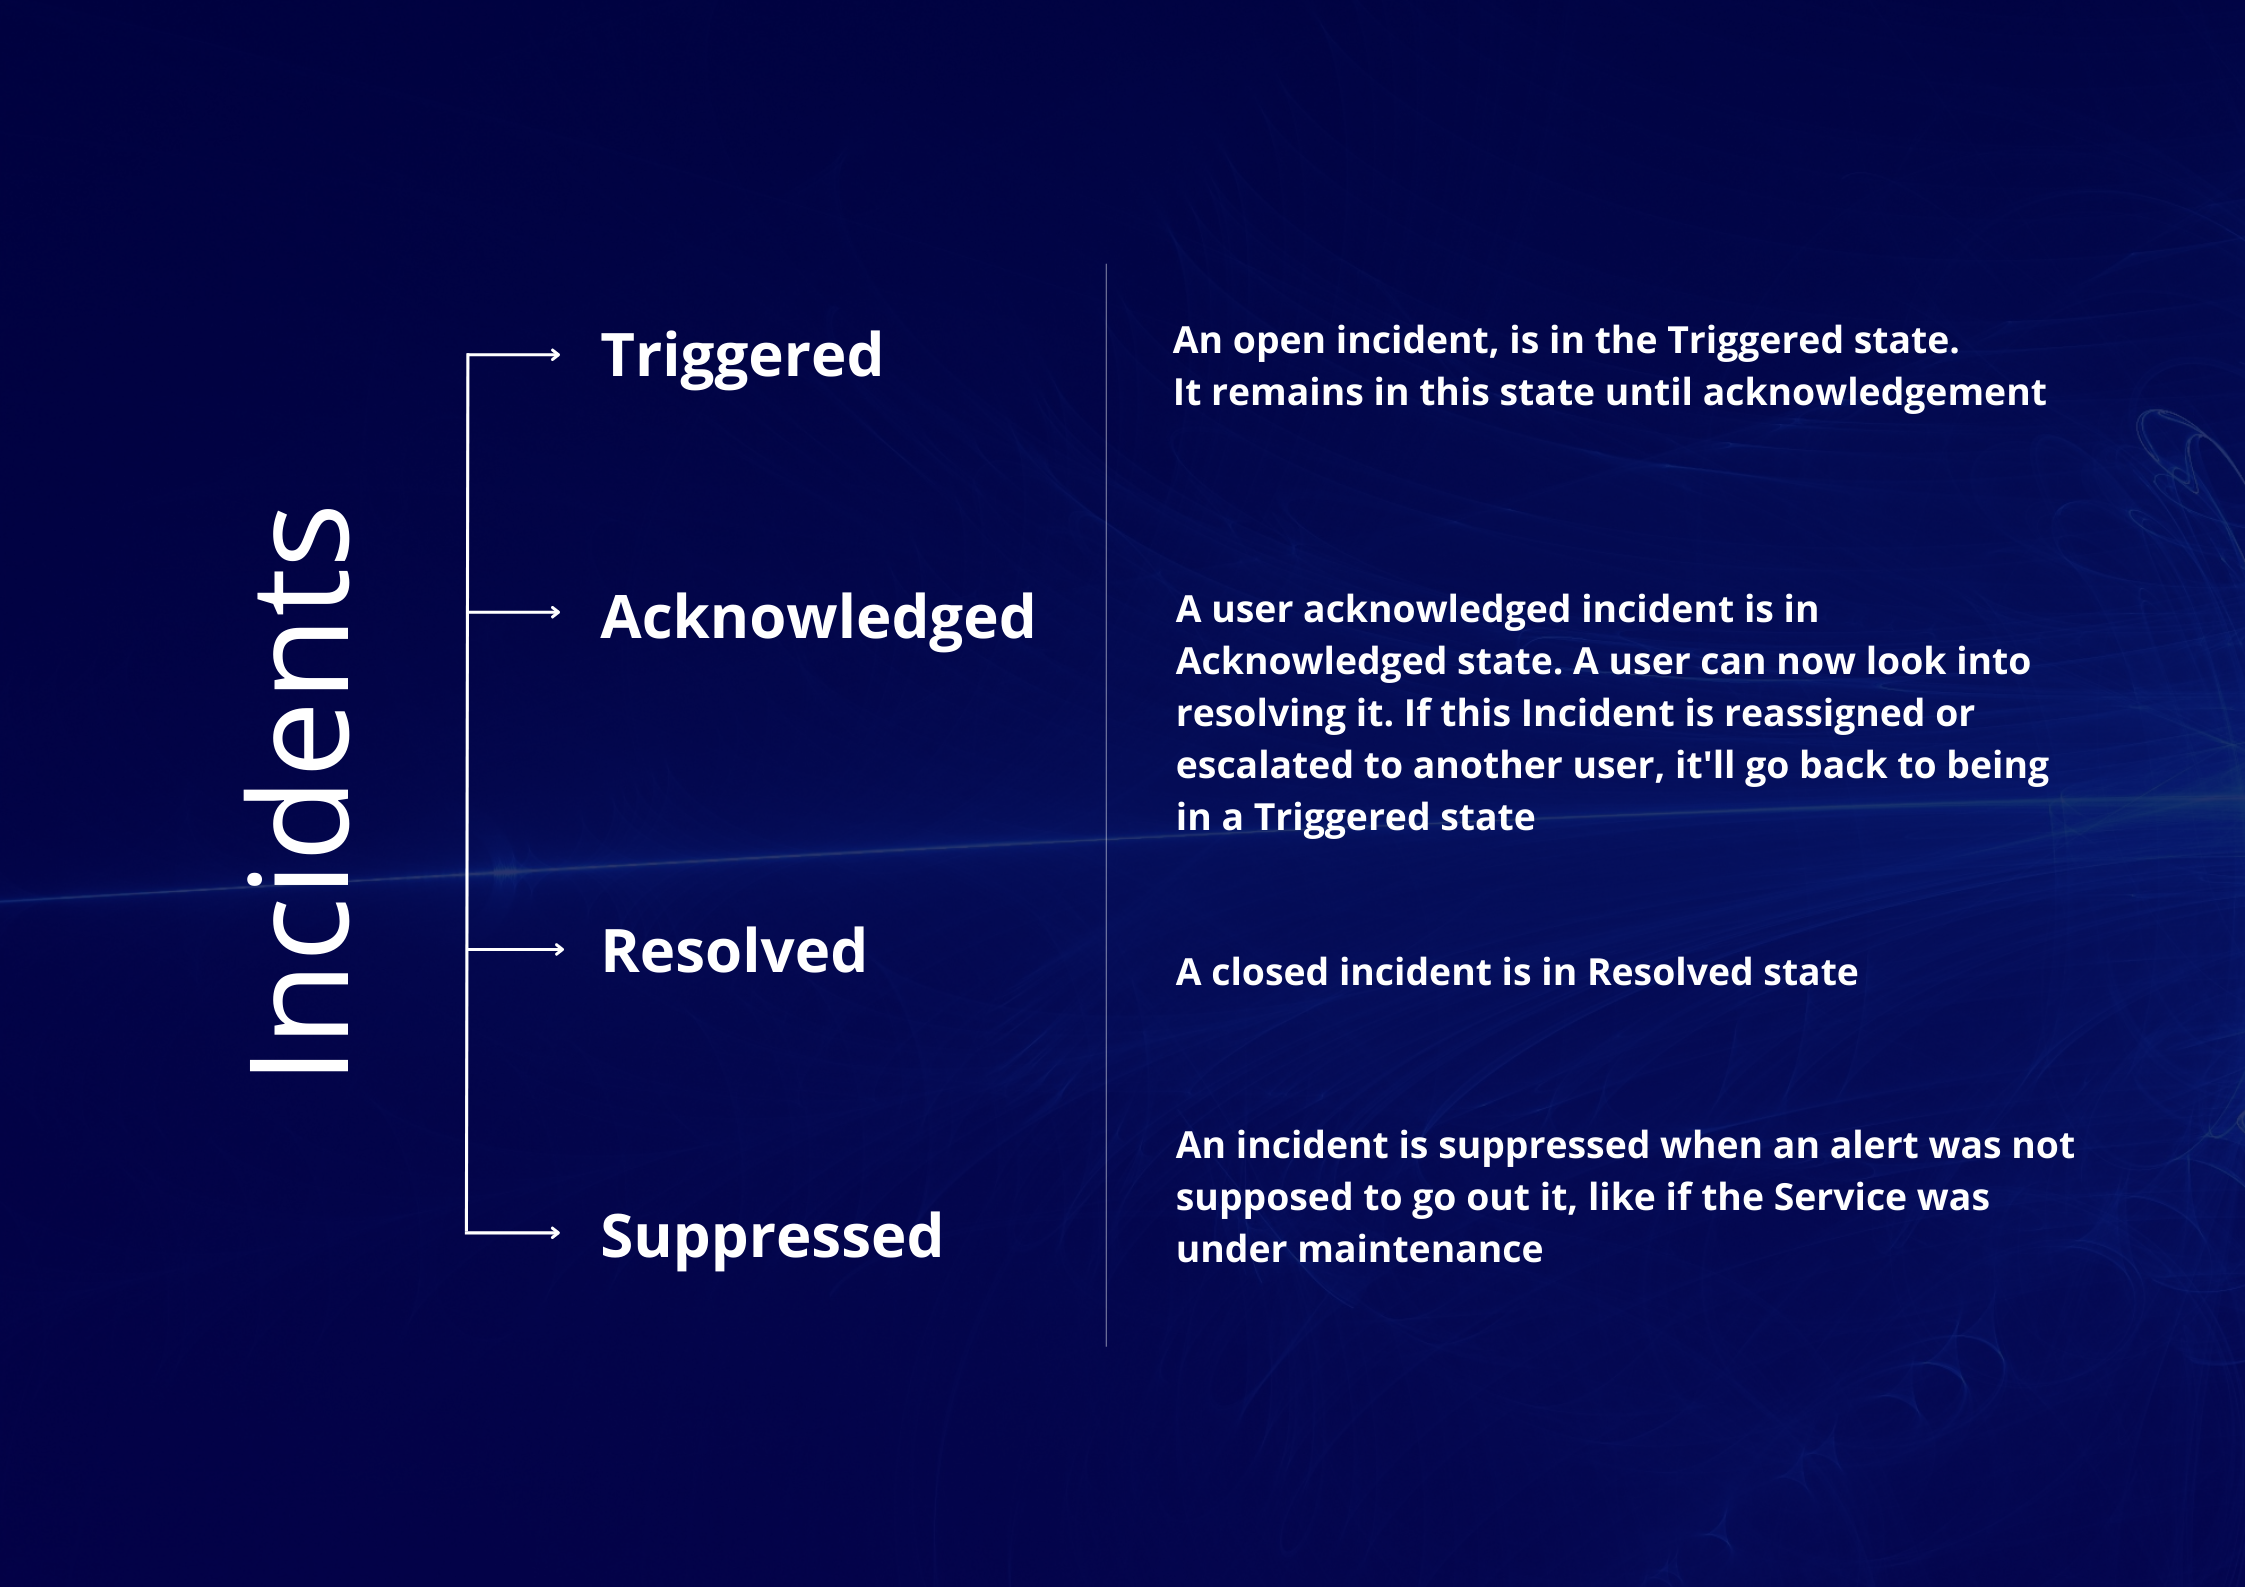 Incidents
Triggered
An open incident, is in the Triggered state.
It remains in this state until acknowledgement
Acknowledged
A user acknowledged incident is in
Acknowledged state. A user can now look into
resolving it. If this Incident is reassigned or
escalated to another user, it'll go back to being
in a Triggered state
Resolved
A closed incident is in Resolved state
Suppressed
An incident is suppressed when an alert was not
supposed to go out it, like if the Service was
under maintenance